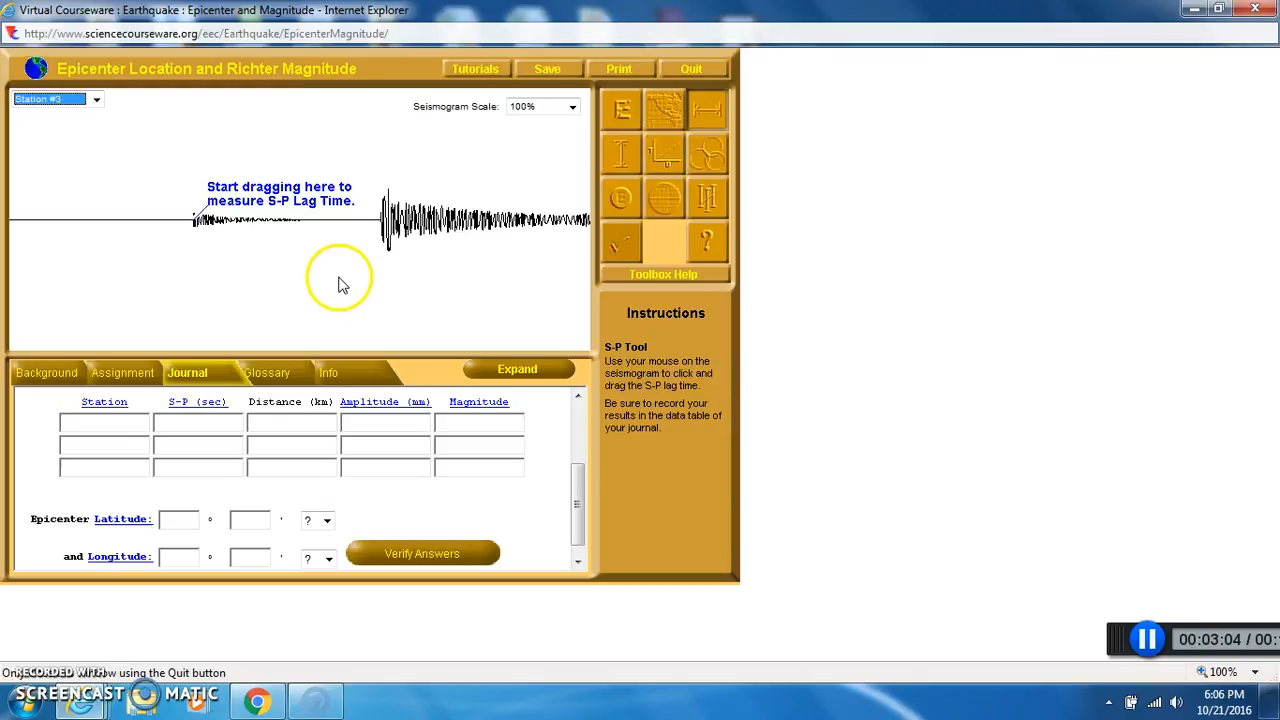 Virtual Courseware : Earthquake : Epicenter and Magnitude - Internet Explorer
http://www.sciencecourseware.org/eec/Earthquake/EpicenterMagnitude/
Epicenter Location and Richter Magnitude
Tutorials
Save
Print
Quit
Station #3
Seismogram Scale: 100%
Start dragging here to
measure S-P Lag Time.
E
?
Toolbox Help
Instructions
S-P Tool
Use your mouse on the
seismogram to click and
drag the S-P lag time.
Be sure to record your
results in the data table of
your journal.
Background
Assignment
Journal
Glossary
Info
Expand
Station S-P (sec) Distance (km) Amplitude (mm) Magnitude
Epicenter Latitude: ° ' ?
and Longitude: ° ' ?
Verify Answers
00:03:04 / 00:
using the Quit button
100%
RECORDED WITH
SCREENCAST MATIC
6:06 PM
10/21/2016